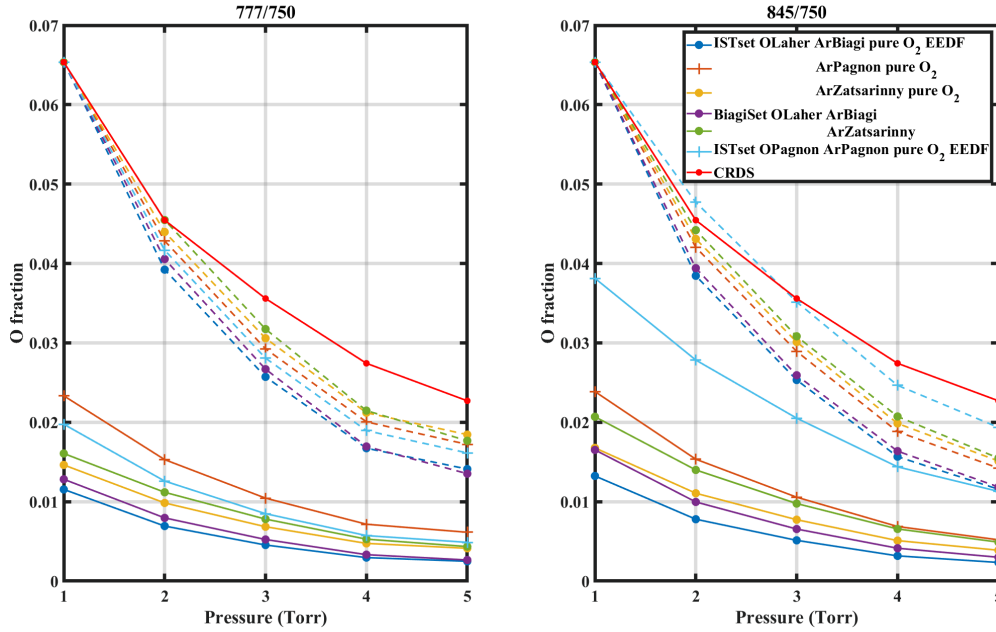 777/750
0.07
0.06
0.05
0.04
0.03
0.02
0.01
0
O fraction
1 2 3 4 5
Pressure (Torr)
845/750
0.07
0.06
0.05
0.04
0.03
0.02
0.01
0
O fraction
1 2 3 4 5
Pressure (Torr)
ISTset OLaher ArBiagi pure O2 EEDF
ArPagnon pure O2
ArZatsarinny pure O2
BiagiSet OLaher ArBiagi
ArZatsarinny
ISTset OPagnon ArPagnon pure O2 EEDF
CRDS